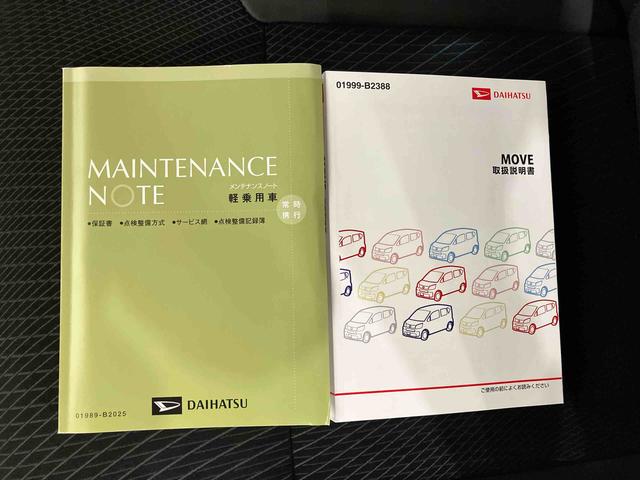 MAINTENANCE
NOTE
メンテナンスノート
軽乗用車
常時
携行
●保証書 ●点検整備方式 ●サービス網 ●点検整備記録簿
01989-B2025
DAIHATSU
01999-B2388
DAIHATSU
MOVE
取扱説明書
ご使用の前によくお読みください